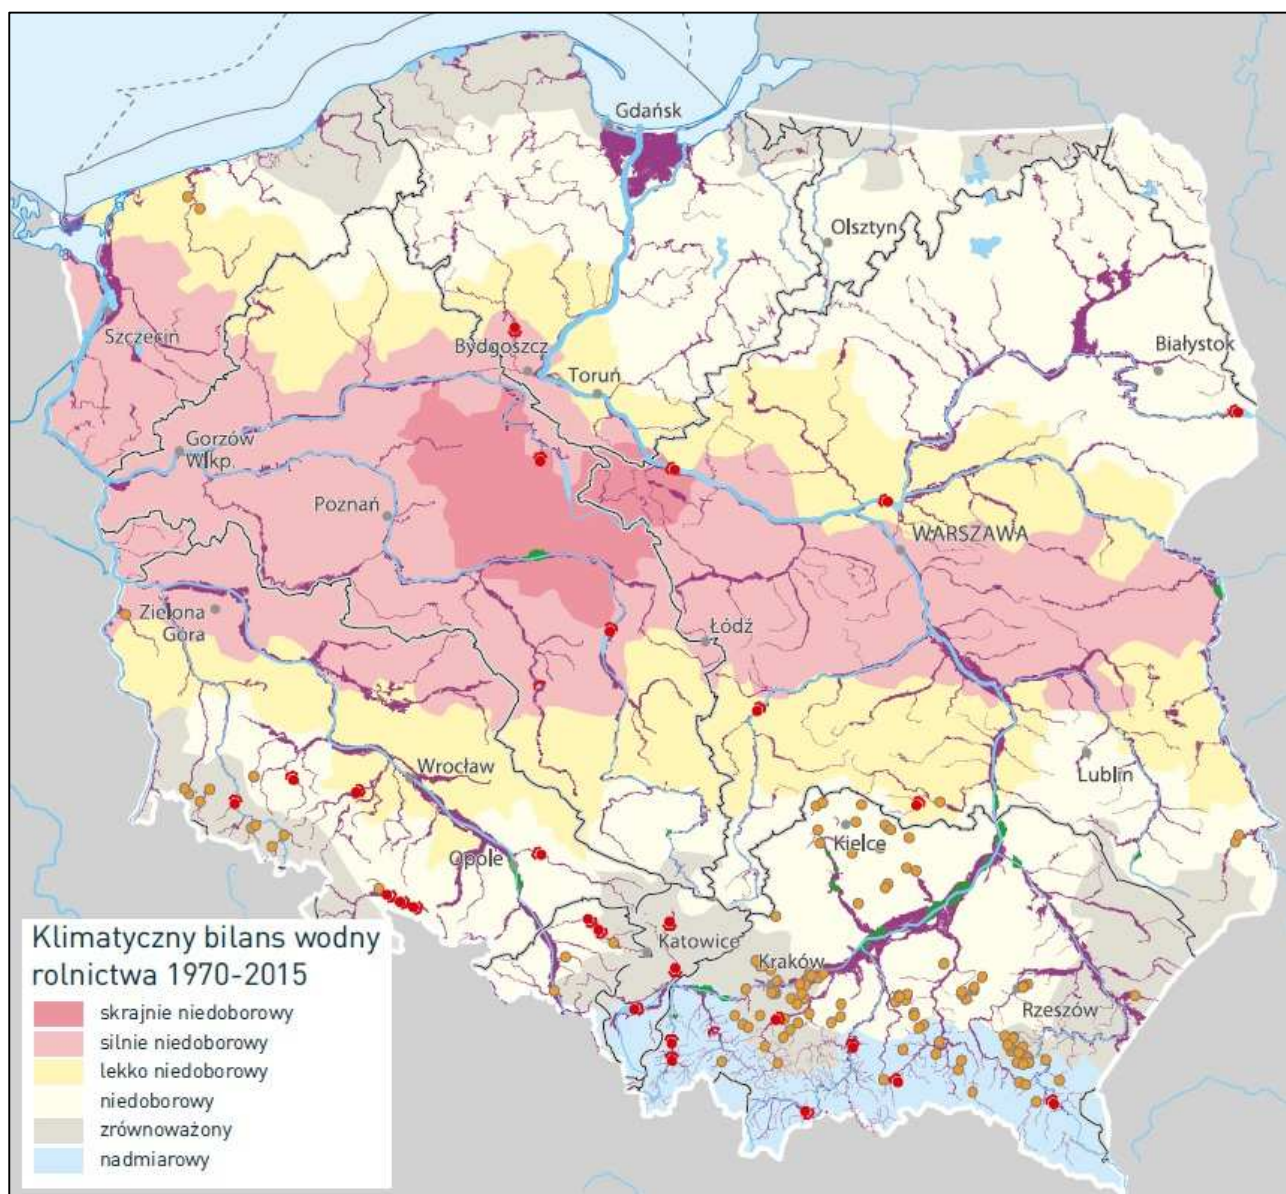 Gdańsk
Olsztyn
Szczecin
Bydgoszcz
Białystok
Toruń
Gorzów
Wlkp.
Poznań
WARSZAWA
Zielona
Góra
Łódź
Wrocław
Lublin
Kielce
Opole
Katowice
Kraków
Rzeszów
Klimatyczny bilans wodny
rolnictwa 1970-2015
skrajnie niedoborowy
silnie niedoborowy
lekko niedoborowy
niedoborowy
zrównoważony
nadmiarowy